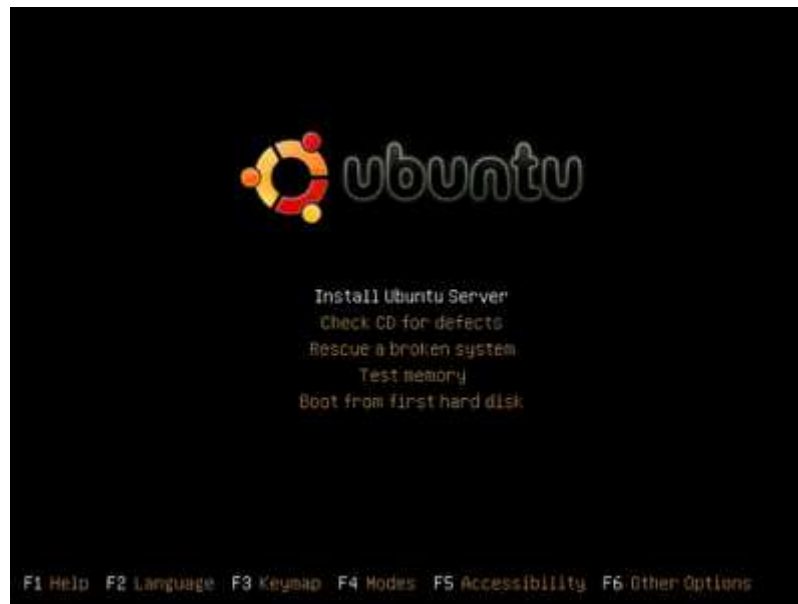 ubuntu
Install Ubuntu Server
Check CD for defects
Rescue a broken system
Test memory
Boot from first hard disk
F1 Help F2 Language F3 Keymap F4 Modes F5 Accessibility F6 Other Options